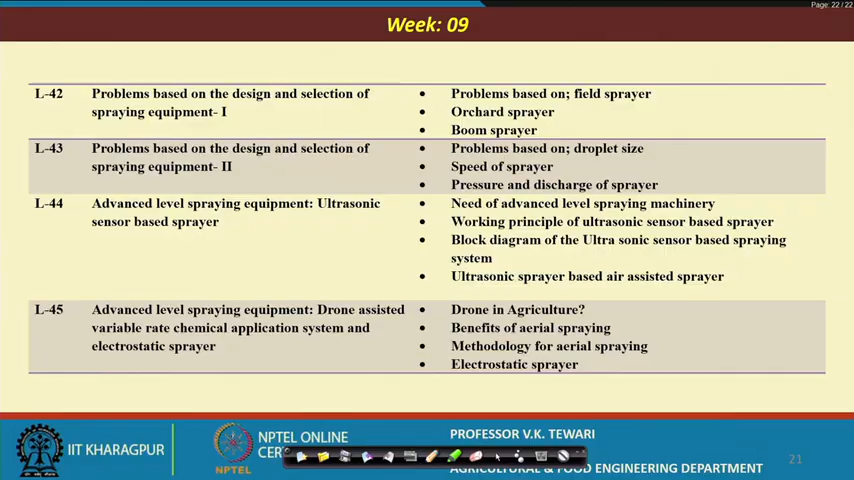 Page: 22 / 22
Week: 09
L-42 Problems based on the design and selection of spraying equipment- I
• Problems based on; field sprayer
• Orchard sprayer
• Boom sprayer
L-43 Problems based on the design and selection of spraying equipment- II
• Problems based on; droplet size
• Speed of sprayer
• Pressure and discharge of sprayer
L-44 Advanced level spraying equipment: Ultrasonic sensor based sprayer
• Need of advanced level spraying machinery
• Working principle of ultrasonic sensor based sprayer
• Block diagram of the Ultra sonic sensor based spraying system
• Ultrasonic sprayer based air assisted sprayer
L-45 Advanced level spraying equipment: Drone assisted variable rate chemical application system and electrostatic sprayer
• Drone in Agriculture?
• Benefits of aerial spraying
• Methodology for aerial spraying
• Electrostatic sprayer
IIT KHARAGPUR
NPTEL
NPTEL ONLINE
PROFESSOR V.K. TEWARI
AGRICULTURAL & FOOD ENGINEERING DEPARTMENT
21